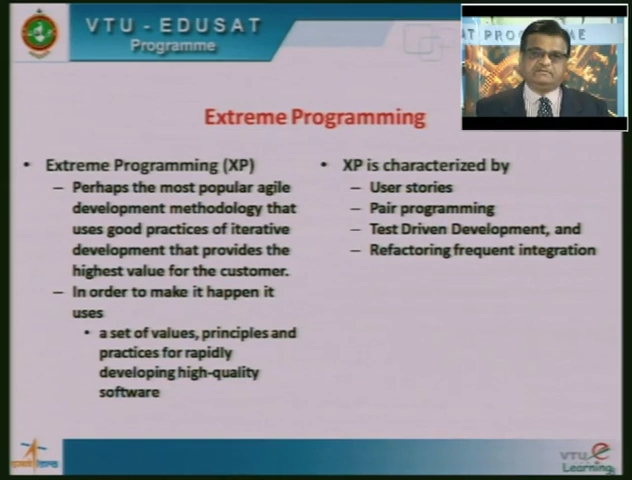 VTU - EDUSAT
Programme
AT PROGRAMME
Extreme Programming
• Extreme Programming (XP)
– Perhaps the most popular agile
development methodology that
uses good practices of iterative
development that provides the
highest value for the customer.
– In order to make it happen it
uses
• a set of values, principles and
practices for rapidly
developing high-quality
software
• XP is characterized by
– User stories
– Pair programming
– Test Driven Development, and
– Refactoring frequent integration
VTU e
Learning